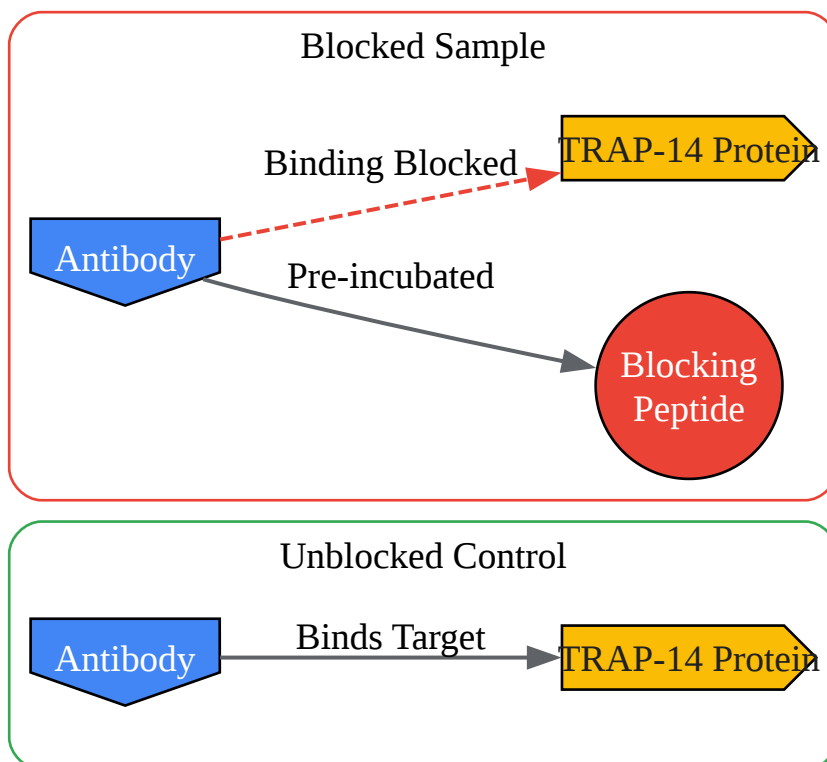 Blocked Sample
TRAP-14 Protein
Binding Blocked
Antibody
Pre-incubated
Blocking
Peptide
Unblocked Control
Antibody
Binds Target
TRAP-14 Protein